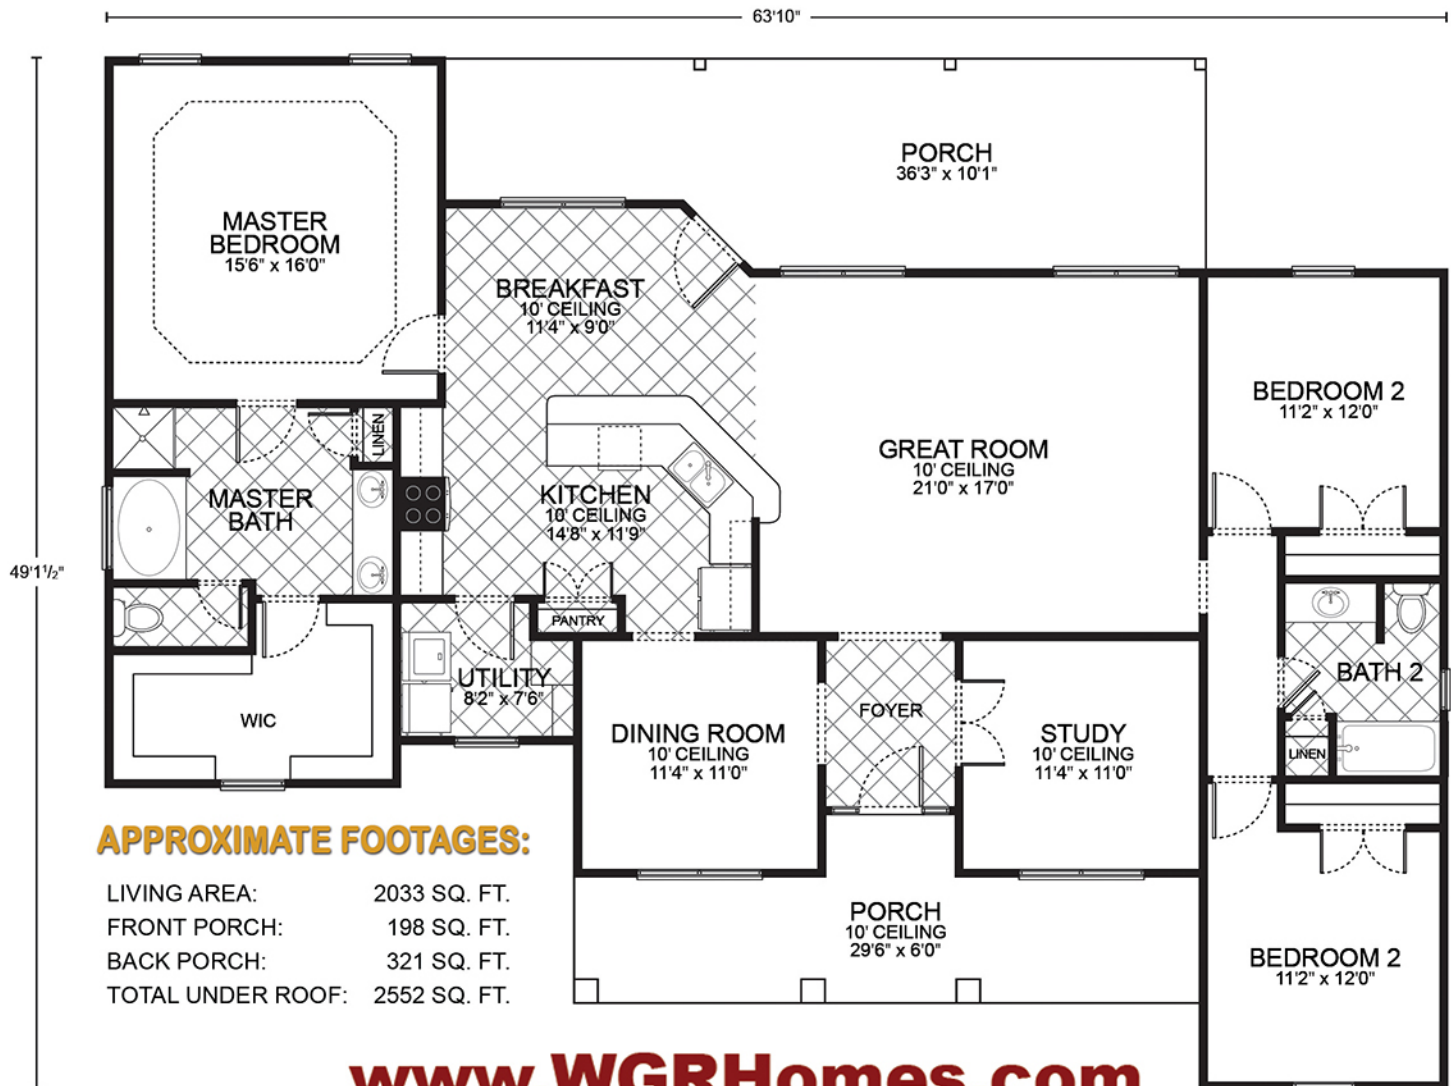 63'10"
PORCH
36'3" x 10'1"
MASTER
BEDROOM
15'6" x 16'0"
BREAKFAST
10' CEILING
11'4" x 9'0"
BEDROOM 2
11'2" x 12'0"
LINEN
GREAT ROOM
10' CEILING
21'0" x 17'0"
MASTER
BATH
KITCHEN
10' CEILING
14'8" x 11'9"
49'1½"
PANTRY
UTILITY
8'2" x 7'6"
BATH 2
WIC
FOYER
DINING ROOM
10' CEILING
11'4" x 11'0"
STUDY
10' CEILING
11'4" x 11'0"
LINEN
APPROXIMATE FOOTAGES:
LIVING AREA: 2033 SQ. FT.
FRONT PORCH: 198 SQ. FT.
BACK PORCH: 321 SQ. FT.
TOTAL UNDER ROOF: 2552 SQ. FT.
PORCH
10' CEILING
29'6" x 6'0"
BEDROOM 2
11'2" x 12'0"
www.WGRHomes.com